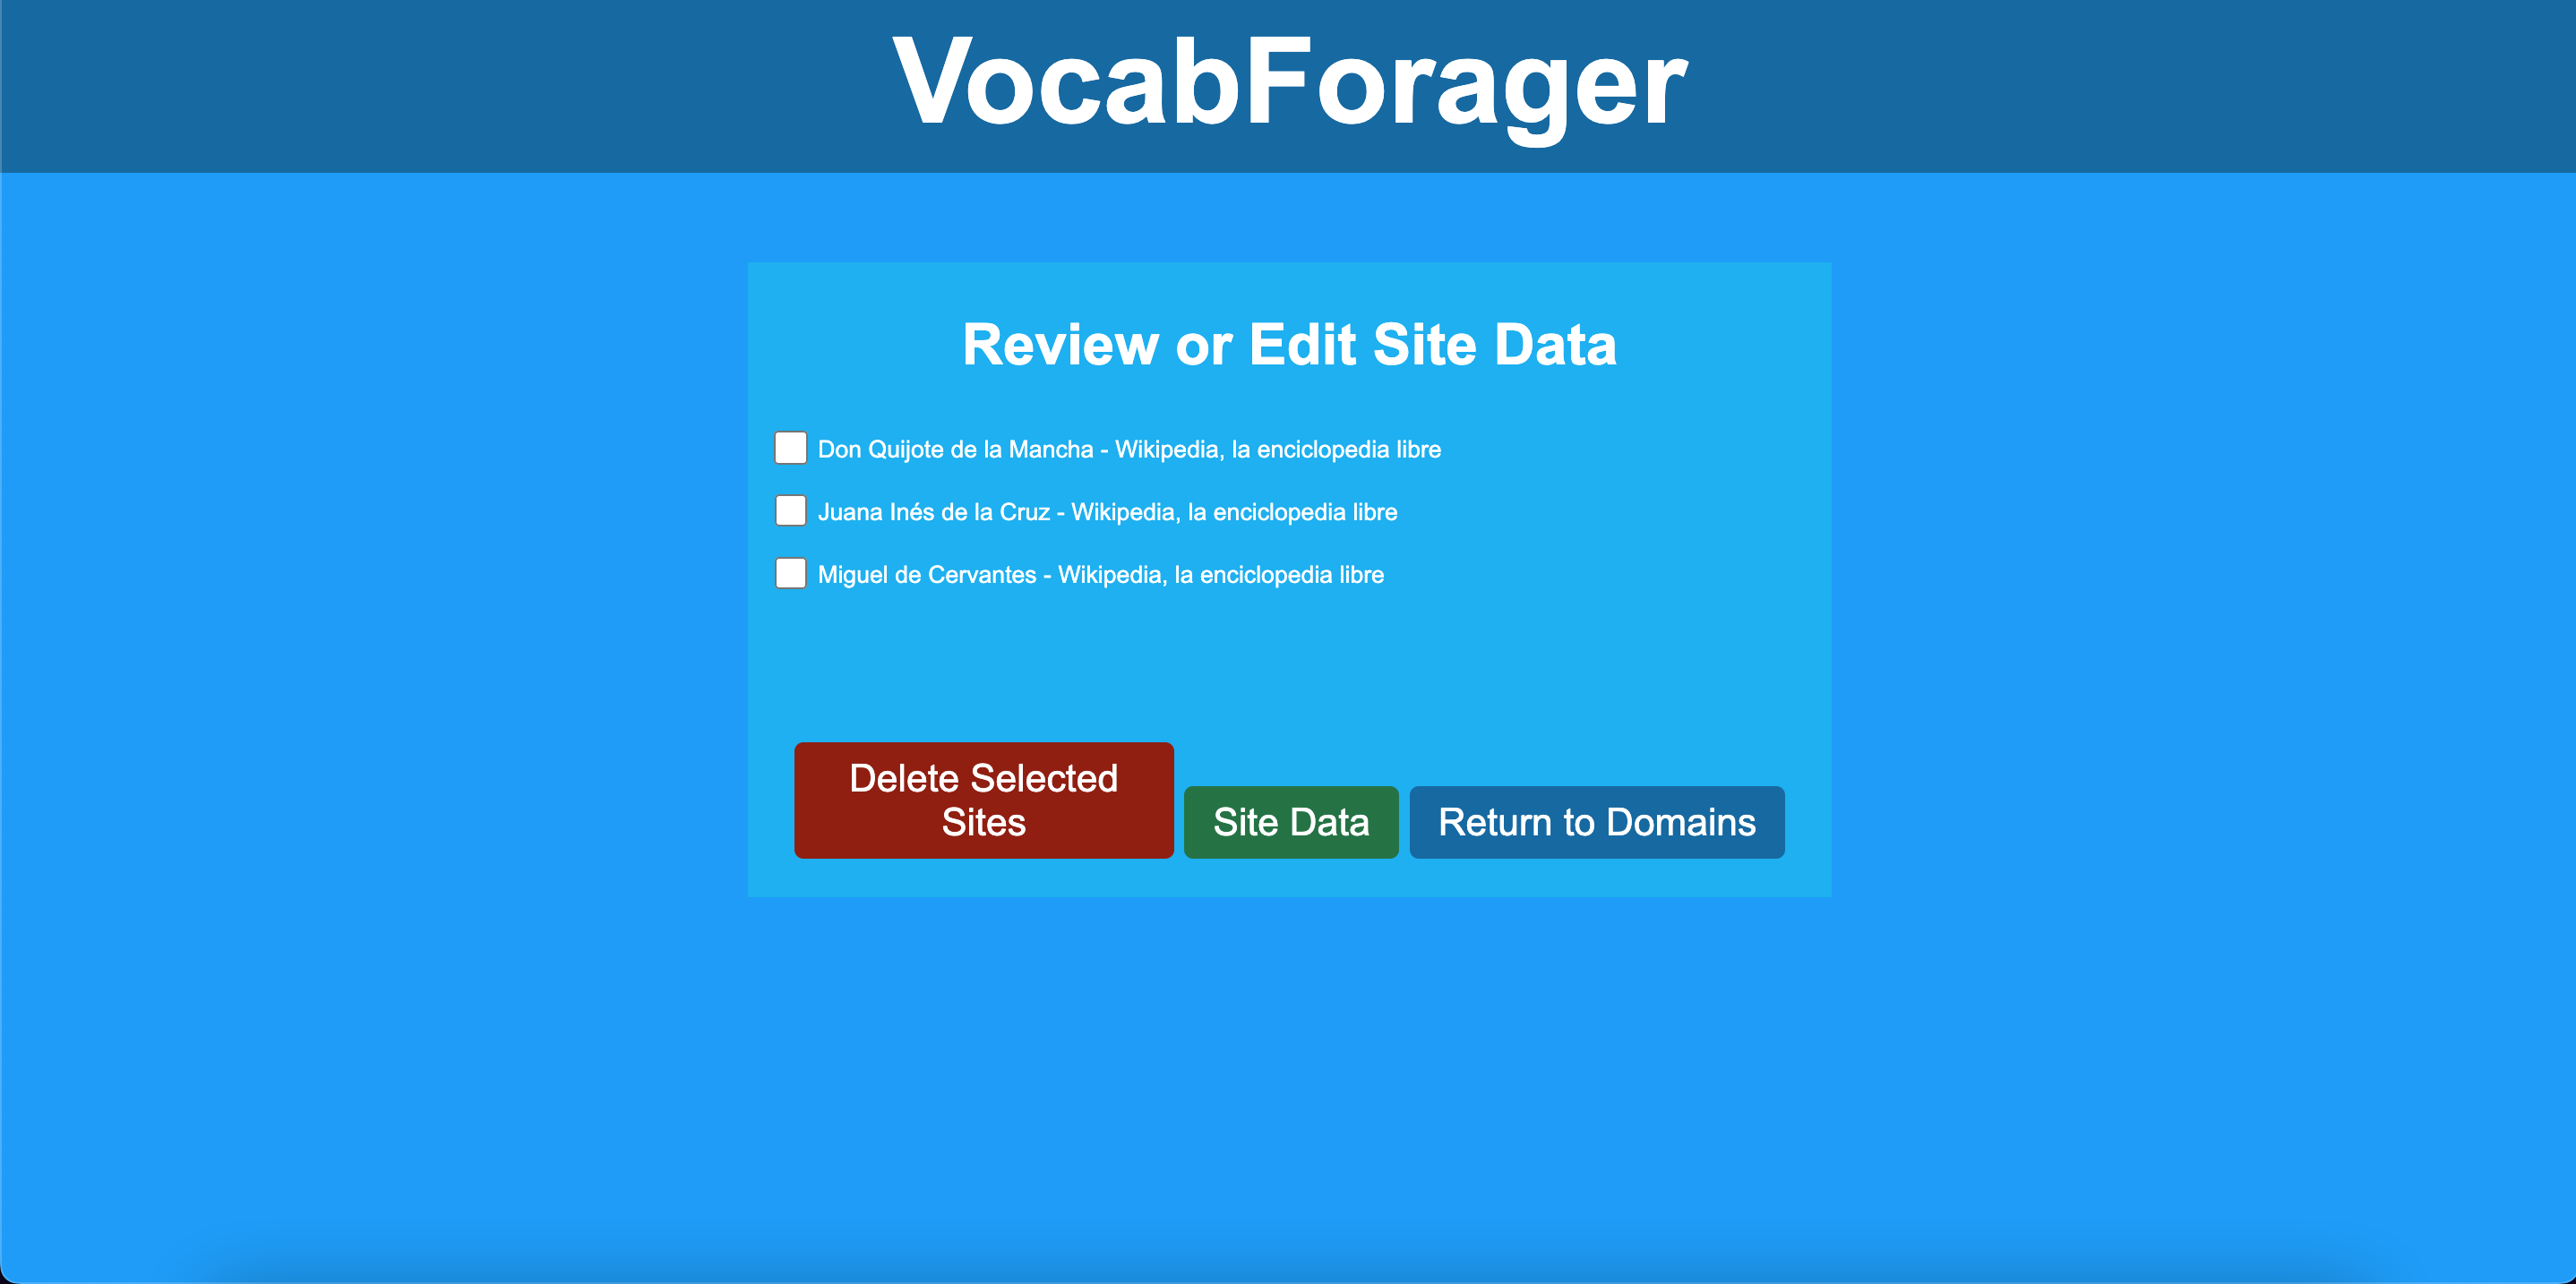 VocabForager
Review or Edit Site Data
Don Quijote de la Mancha - Wikipedia, la enciclopedia libre
Juana Inés de la Cruz - Wikipedia, la enciclopedia libre
Miguel de Cervantes - Wikipedia, la enciclopedia libre
Delete Selected
Sites
Site Data
Return to Domains